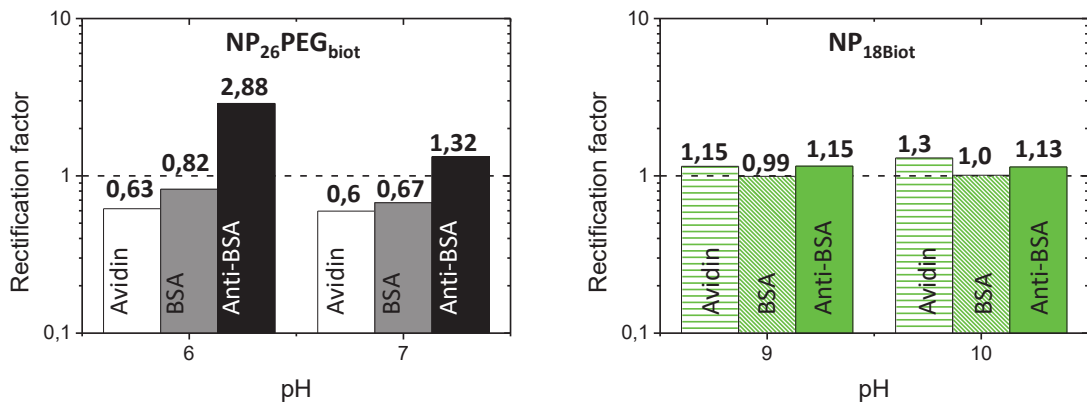 NP26PEGbiot
Rectification factor
10
1
0,1
0,63
0,82
2,88
0,6
0,67
1,32
Avidin
BSA
Anti-BSA
Avidin
BSA
Anti-BSA
6
7
pH
NP18Biot
Rectification factor
10
1
0,1
1,15
0,99
1,15
1,3
1,0
1,13
Avidin
BSA
Anti-BSA
Avidin
BSA
Anti-BSA
9
10
pH